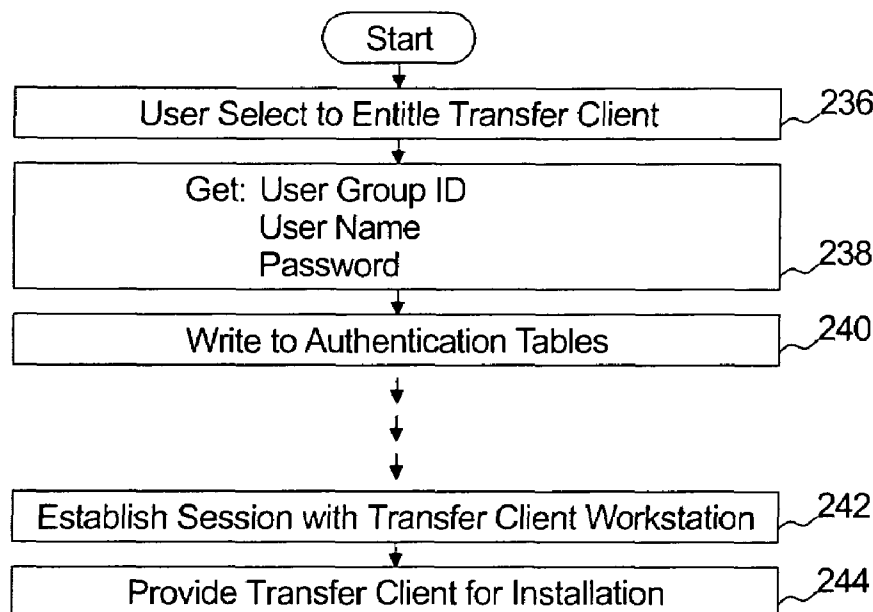 Start
User Select to Entitle Transfer Client
236
Get: User Group ID
User Name
Password
238
Write to Authentication Tables
240
Establish Session with Transfer Client Workstation
242
Provide Transfer Client for Installation
244